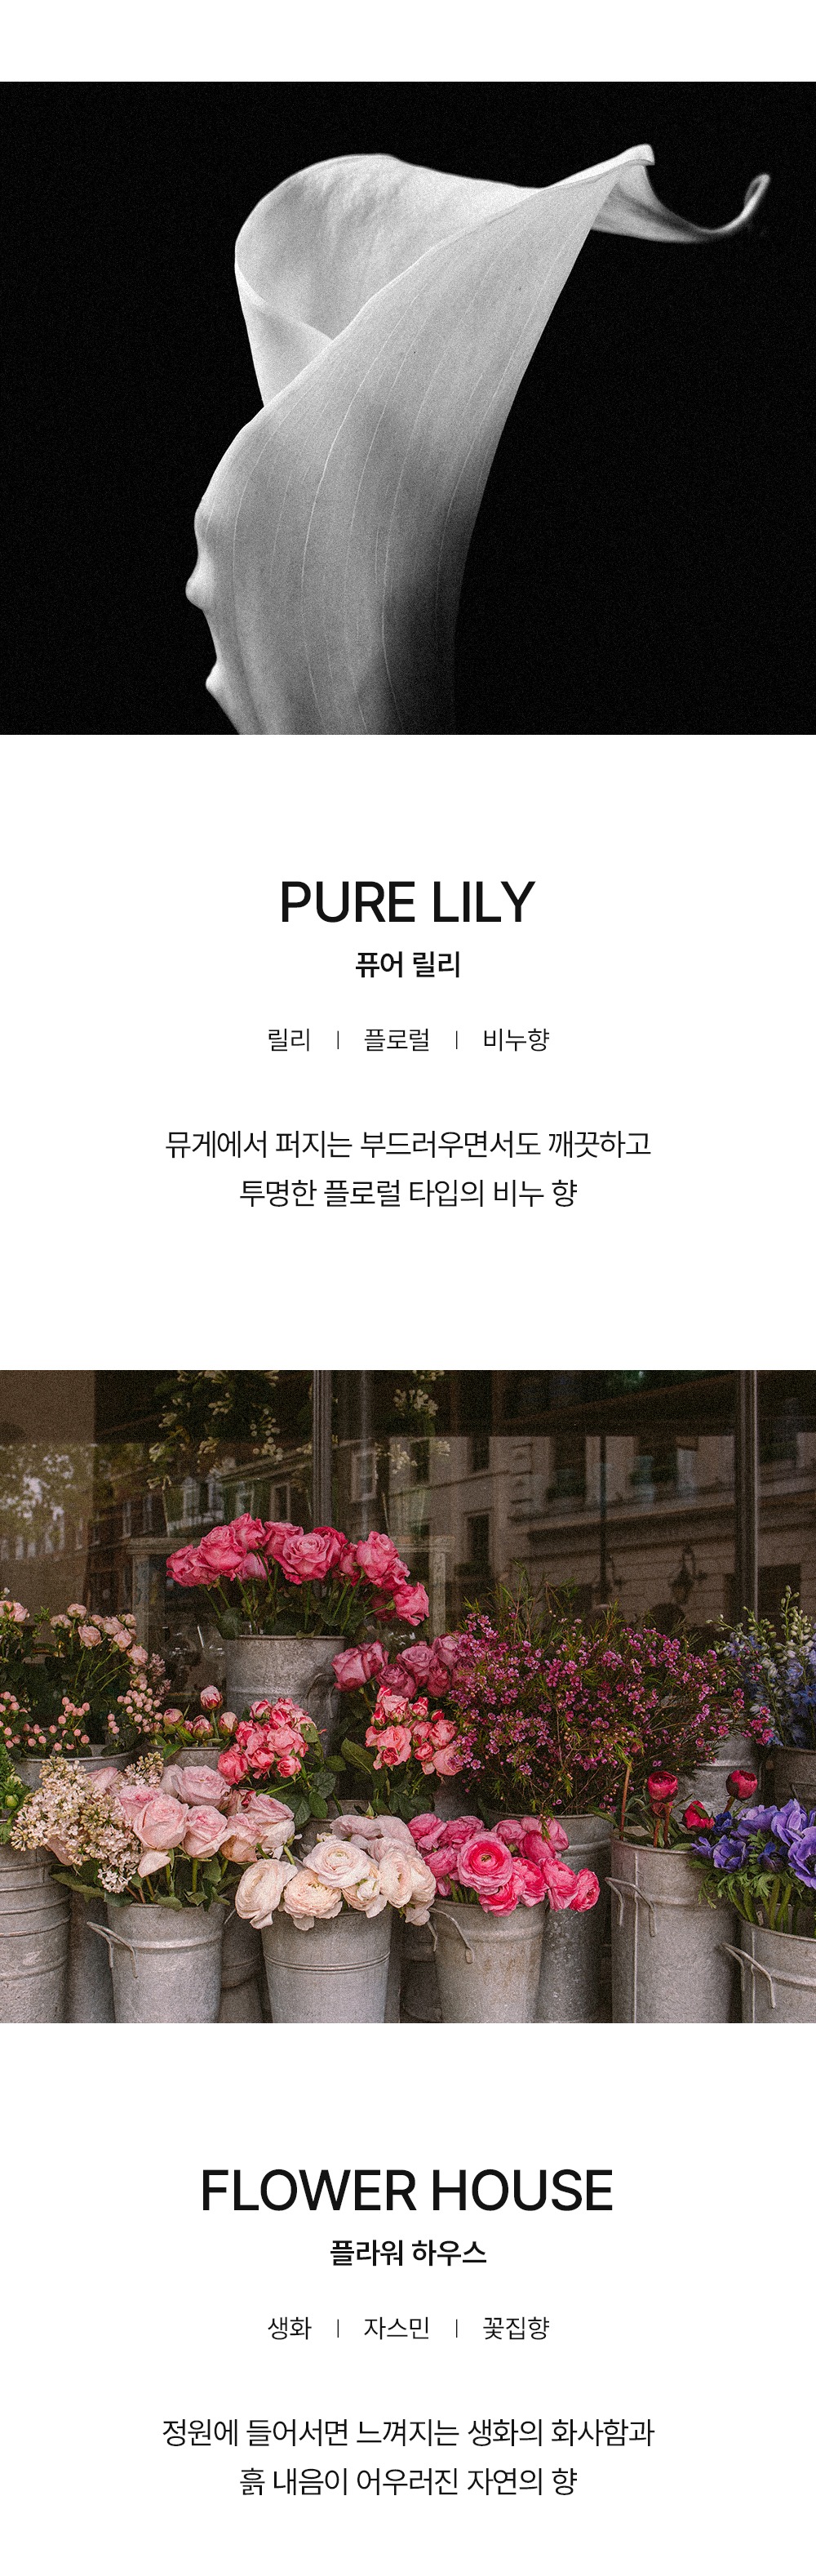 PURE LILY
퓨어 릴리
릴리 | 플로럴 | 비누향
뮤게에서 퍼지는 부드러우면서도 깨끗하고
투명한 플로럴 타입의 비누 향
FLOWER HOUSE
플라워 하우스
생화 | 자스민 | 꽃집향
정원에 들어서면 느껴지는 생화의 화사함과
흙 내음이 어우러진 자연의 향